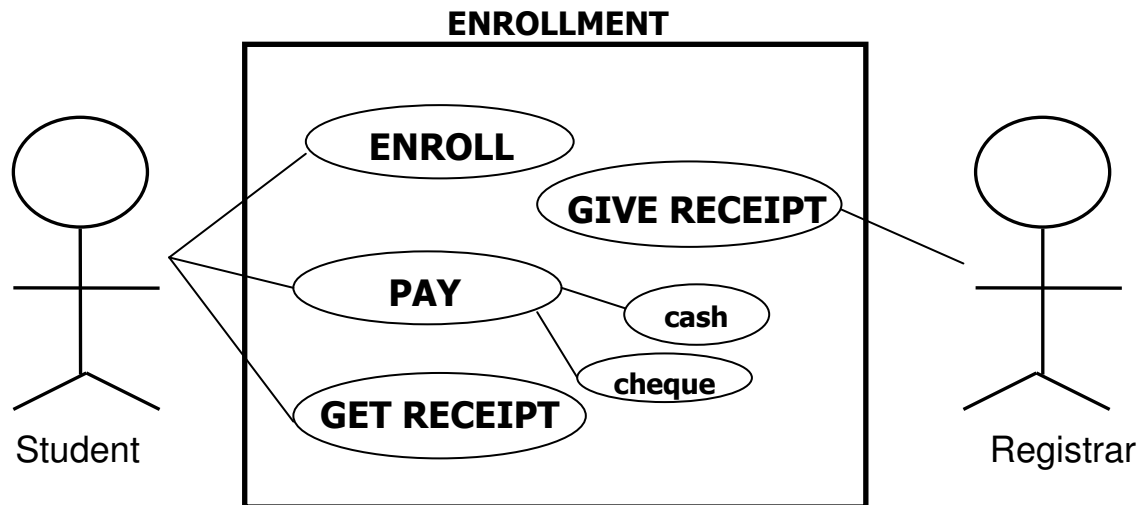 ENROLLMENT
ENROLL
GIVE RECEIPT
PAY
cash
cheque
GET RECEIPT
Student
Registrar